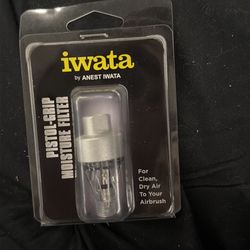 iwata
by ANEST IWATA
PISTOL-GRIP
MOISTURE FILTER
For
Clean,
Dry Air
To Your
Airbrush